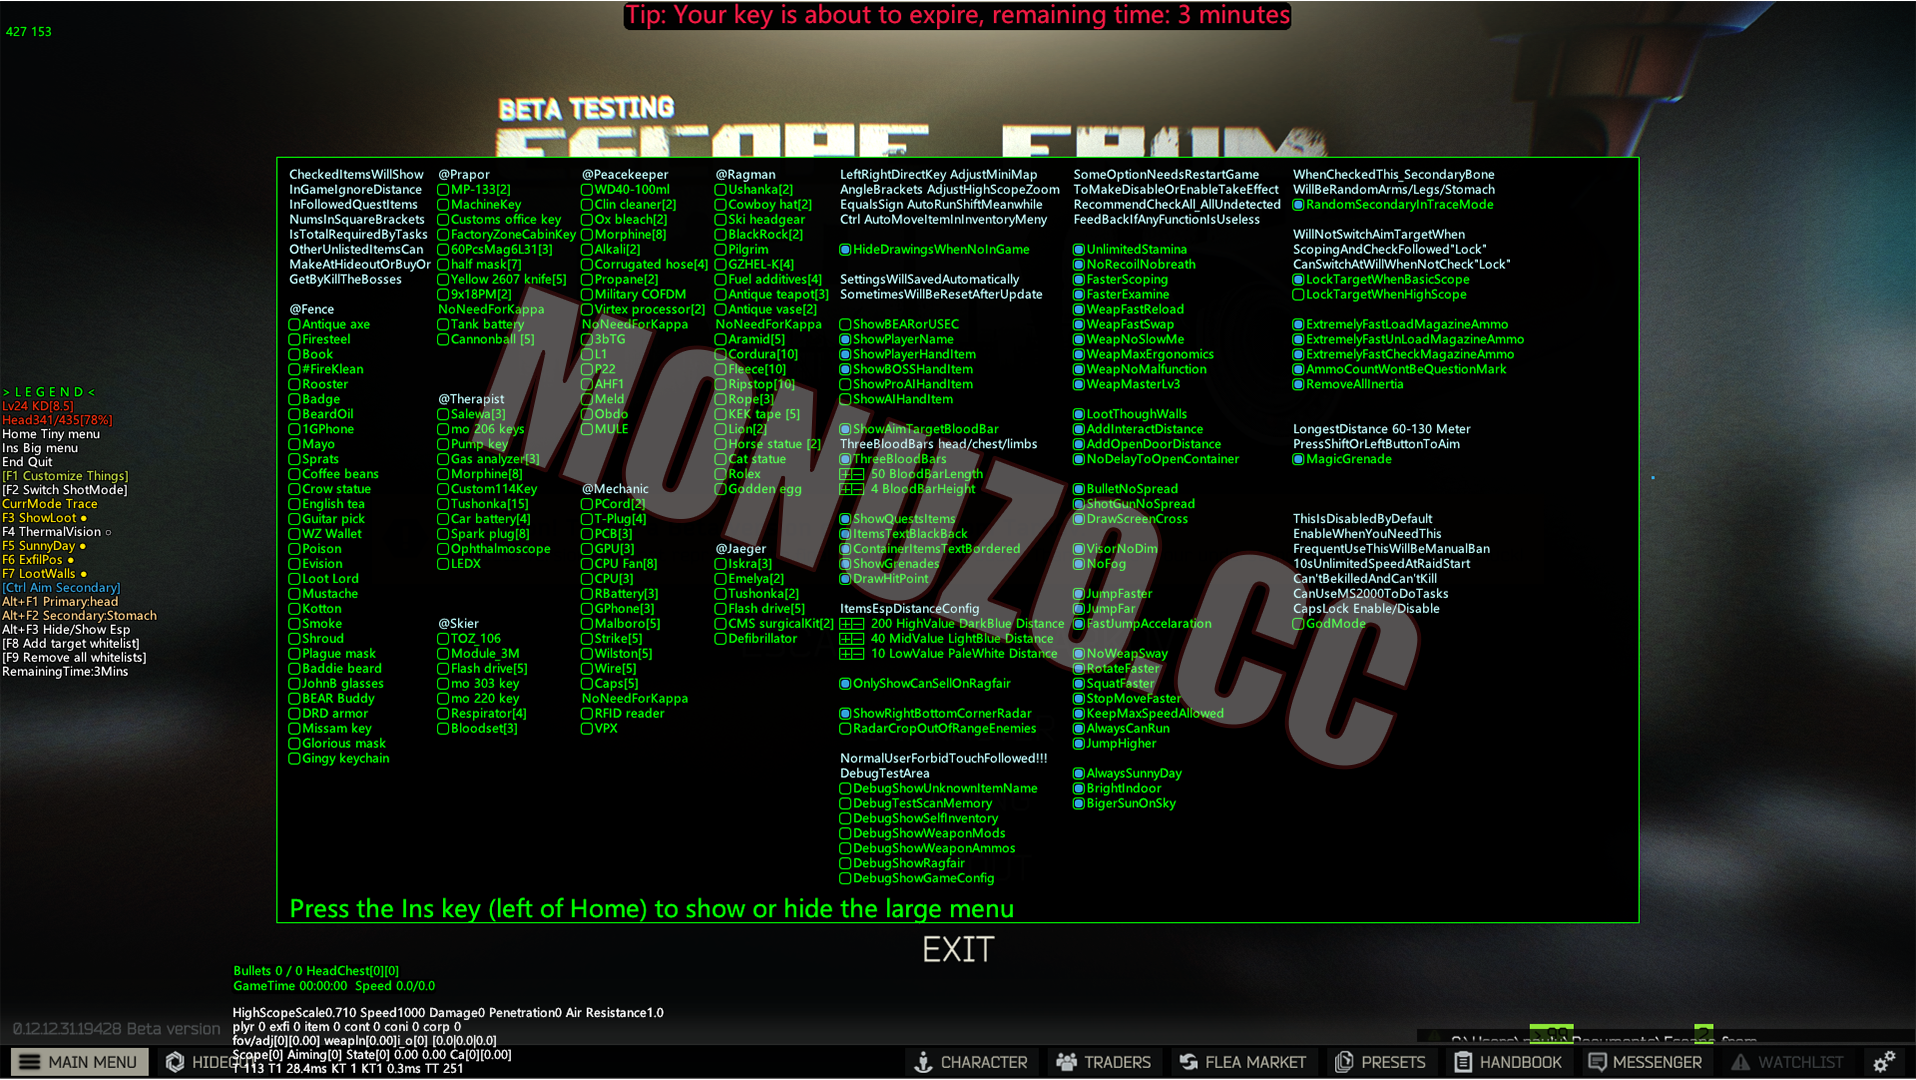 Tip: Your key is about to expire, remaining time: 3 minutes
427 153
BETA TESTING
ESCAPE FROM
CheckedItemsWillShow
InGameIgnoreDistance
InFollowedQuestItems
NumsInSquareBrackets
IsTotalRequiredByTasks
OtherUnlistedItemsCan
MakeAtHideoutOrBuyOr
GetByKillTheBosses
@Fence
Antique axe
Firesteel
Book
#FireKlean
Rooster
Badge
BeardOil
1GPhone
Mayo
Sprats
Coffee beans
Crow statue
English tea
Guitar pick
WZ Wallet
Poison
Evision
Loot Lord
Mustache
Kotton
Smoke
Shroud
Plague mask
Baddie beard
JohnB glasses
BEAR Buddy
DRD armor
Missam key
Glorious mask
Gingy keychain
@Prapor
MP-133[2]
MachineKey
Customs office key
FactoryZoneCabinKey
60PcsMag6L31[3]
half mask[7]
Yellow 2607 knife[5]
9x18PM[2]
NoNeedForKappa
Tank battery
Cannonball [5]
@Therapist
Salewa[3]
mo 206 keys
Pump key
Gas analyzer[3]
Morphine[8]
Custom114Key
Tushonka[15]
Car battery[4]
Spark plug[8]
Ophthalmoscope
LEDX
@Skier
TOZ_106
Module_3M
Flash drive[5]
mo 303 key
mo 220 key
Respirator[4]
Bloodset[3]
@Peacekeeper
WD40-100ml
Clin cleaner[2]
Ox bleach[2]
Morphine[8]
Alkali[2]
Corrugated hose[4]
Propane[2]
Military COFDM
Virtex processor[2]
NoNeedForKappa
3bTG
L1
P22
AHF1
Meld
Obdo
MULE
@Mechanic
PCord[2]
T-Plug[4]
PCB[3]
GPU[3]
CPU Fan[8]
CPU[3]
RBattery[3]
GPhone[3]
Malboro[5]
Strike[5]
Wilston[5]
Wire[5]
Caps[5]
NoNeedForKappa
RFID reader
VPX
@Ragman
Ushanka[2]
Cowboy hat[2]
Ski headgear
BlackRock[2]
Pilgrim
GZHEL-K[4]
Fuel additives[4]
Antique teapot[3]
Antique vase[2]
NoNeedForKappa
Aramid[5]
Cordura[10]
Fleece[10]
Ripstop[10]
Rope[3]
KEK tape [5]
Lion[2]
Horse statue [2]
Cat statue
Rolex
Godden egg
@Jaeger
Iskra[3]
Emelya[2]
Tushonka[2]
Flash drive[5]
CMS surgicalKit[2]
Defibrillator
LeftRightDirectKey AdjustMiniMap
AngleBrackets AdjustHighScopeZoom
EqualsSign AutoRunShiftMeanwhile
Ctrl AutoMoveItemInInventoryMeny
HideDrawingsWhenNoInGame
SettingsWillSavedAutomatically
SometimesWillBeResetAfterUpdate
ShowBEARorUSEC
ShowPlayerName
ShowPlayerHandItem
ShowBOSSHandItem
ShowProAIHandItem
ShowAIHandItem
ShowAimTargetBloodBar
ThreeBloodBars head/chest/limbs
ThreeBloodBars
50 BloodBarLength
4 BloodBarHeight
ShowQuestsItems
ItemsTextBlackBack
ContainerItemsTextBordered
ShowGrenades
DrawHitPoint
ItemsEspDistanceConfig
200 HighValue DarkBlue Distance
40 MidValue LightBlue Distance
10 LowValue PaleWhite Distance
OnlyShowCanSellOnRagfair
ShowRightBottomCornerRadar
RadarCropOutOfRangeEnemies
NormalUserForbidTouchFollowed!!!
DebugTestArea
DebugShowUnknownItemName
DebugTestScanMemory
DebugShowSelfInventory
DebugShowWeaponMods
DebugShowWeaponAmmos
DebugShowRagfair
DebugShowGameConfig
SomeOptionNeedsRestartGame
ToMakeDisableOrEnableTakeEffect
RecommendCheckAll_AllUndetected
FeedBackIfAnyFunctionIsUseless
UnlimitedStamina
NoRecoilNobreath
FasterScoping
FasterExamine
WeapFastReload
WeapFastSwap
WeapNoSlowMe
WeapMaxErgonomics
WeapNoMalfunction
WeapMasterLv3
LootThoughWalls
AddInteractDistance
AddOpenDoorDistance
NoDelayToOpenContainer
BulletNoSpread
ShotGunNoSpread
DrawScreenCross
VisorNoDim
NoFog
JumpFaster
JumpFar
FastJumpAccelaration
NoWeapSway
RotateFaster
SquatFaster
StopMoveFaster
KeepMaxSpeedAllowed
AlwaysCanRun
JumpHigher
AlwaysSunnyDay
BrightIndoor
BigerSunOnSky
WhenCheckedThis_SecondaryBone
WillBeRandomArms/Legs/Stomach
RandomSecondaryInTraceMode
WillNotSwitchAimTargetWhen
ScopingAndCheckFollowed"Lock"
CanSwitchAtWillWhenNotCheck"Lock"
LockTargetWhenBasicScope
LockTargetWhenHighScope
ExtremelyFastLoadMagazineAmmo
ExtremelyFastUnLoadMagazineAmmo
ExtremelyFastCheckMagazineAmmo
AmmoCountWontBeQuestionMark
RemoveAllInertia
LongestDistance 60-130 Meter
PressShiftOrLeftButtonToAim
MagicGrenade
ThisIsDisabledByDefault
EnableWhenYouNeedThis
FrequentUseThisWillBeManualBan
10sUnlimitedSpeedAtRaidStart
Can'tBekilledAndCan'tKill
CanUseMS2000ToDoTasks
CapsLock Enable/Disable
GodMode
MONUZO.CC
Press the Ins key (left of Home) to show or hide the large menu
> L E G E N D <
Lv24 KD[8.5]
Head341/435[78%]
Home Tiny menu
Ins Big menu
End Quit
[F1 Customize Things]
[F2 Switch ShotMode]
CurrMode Trace
F3 ShowLoot ●
F4 ThermalVision ○
F5 SunnyDay ●
F6 ExfilPos ●
F7 LootWalls ●
[Ctrl Aim Secondary]
Alt+F1 Primary:head
Alt+F2 Secondary:Stomach
Alt+F3 Hide/Show Esp
[F8 Add target whitelist]
[F9 Remove all whitelists]
RemainingTime:3Mins
EXIT
Bullets 0 / 0 HeadChest[0][0]
GameTime 00:00:00 Speed 0.0/0.0
HighScopeScale0.710 Speed1000 Damage0 Penetration0 Air Resistance1.0
plyr 0 exfi 0 item 0 cont 0 coni 0 corp 0
fov/adj[0][0.00] weapIn[0.00]i_o[0] [0.0|0.0|0.0]
Scope[0] Aiming[0] State[0] 0.00 0.00 Ca[0][0.00]
113 T1 28.4ms KT 1 KT1 0.3ms TT 251
0.12.12.31.19428 Beta version
MAIN MENU
HIDEOUT
CHARACTER
TRADERS
FLEA MARKET
PRESETS
HANDBOOK
MESSENGER
WATCHLIST